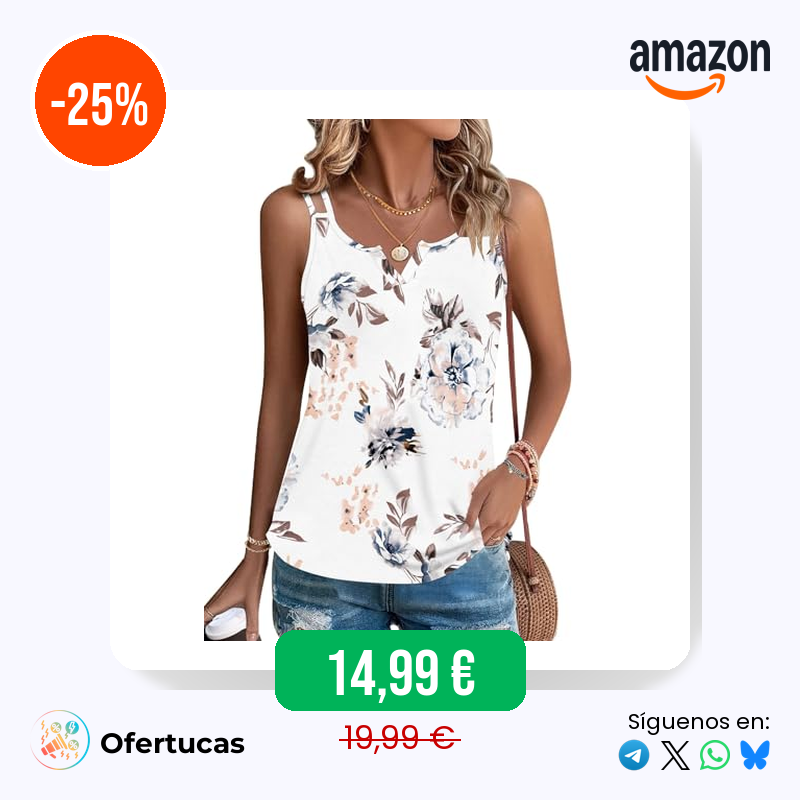 -25%
amazon
14,99 €
19,99 €
Ofertucas
Síguenos en: